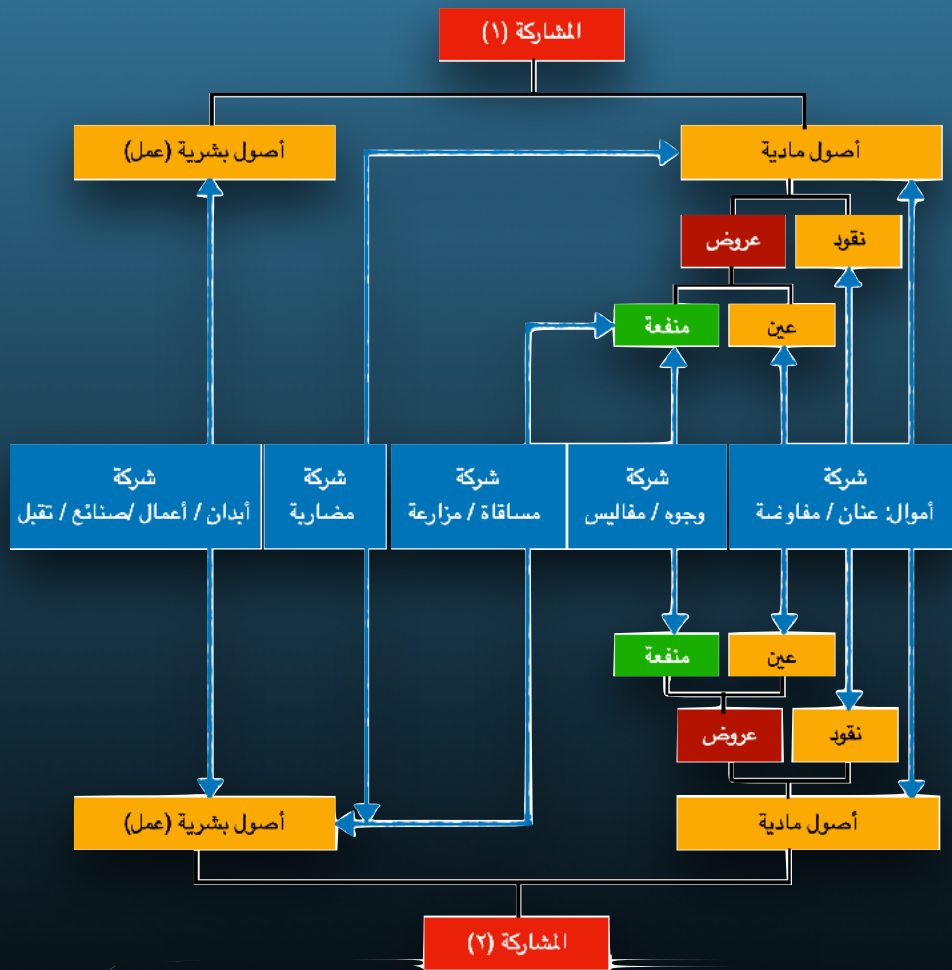 المشاركة (١)
أصول مادية
أصول بشرية (عمل)
نقود
عروض
عين
منفعة
شركة
أموال: عنان / مفاوضة
شركة
وجوه / مفاليس
شركة
مساقاة / مزارعة
شركة
مضاربة
شركة
أبدان / أعمال /صنائع / تقبل
عين
منفعة
نقود
عروض
أصول مادية
أصول بشرية (عمل)
المشاركة (٢)